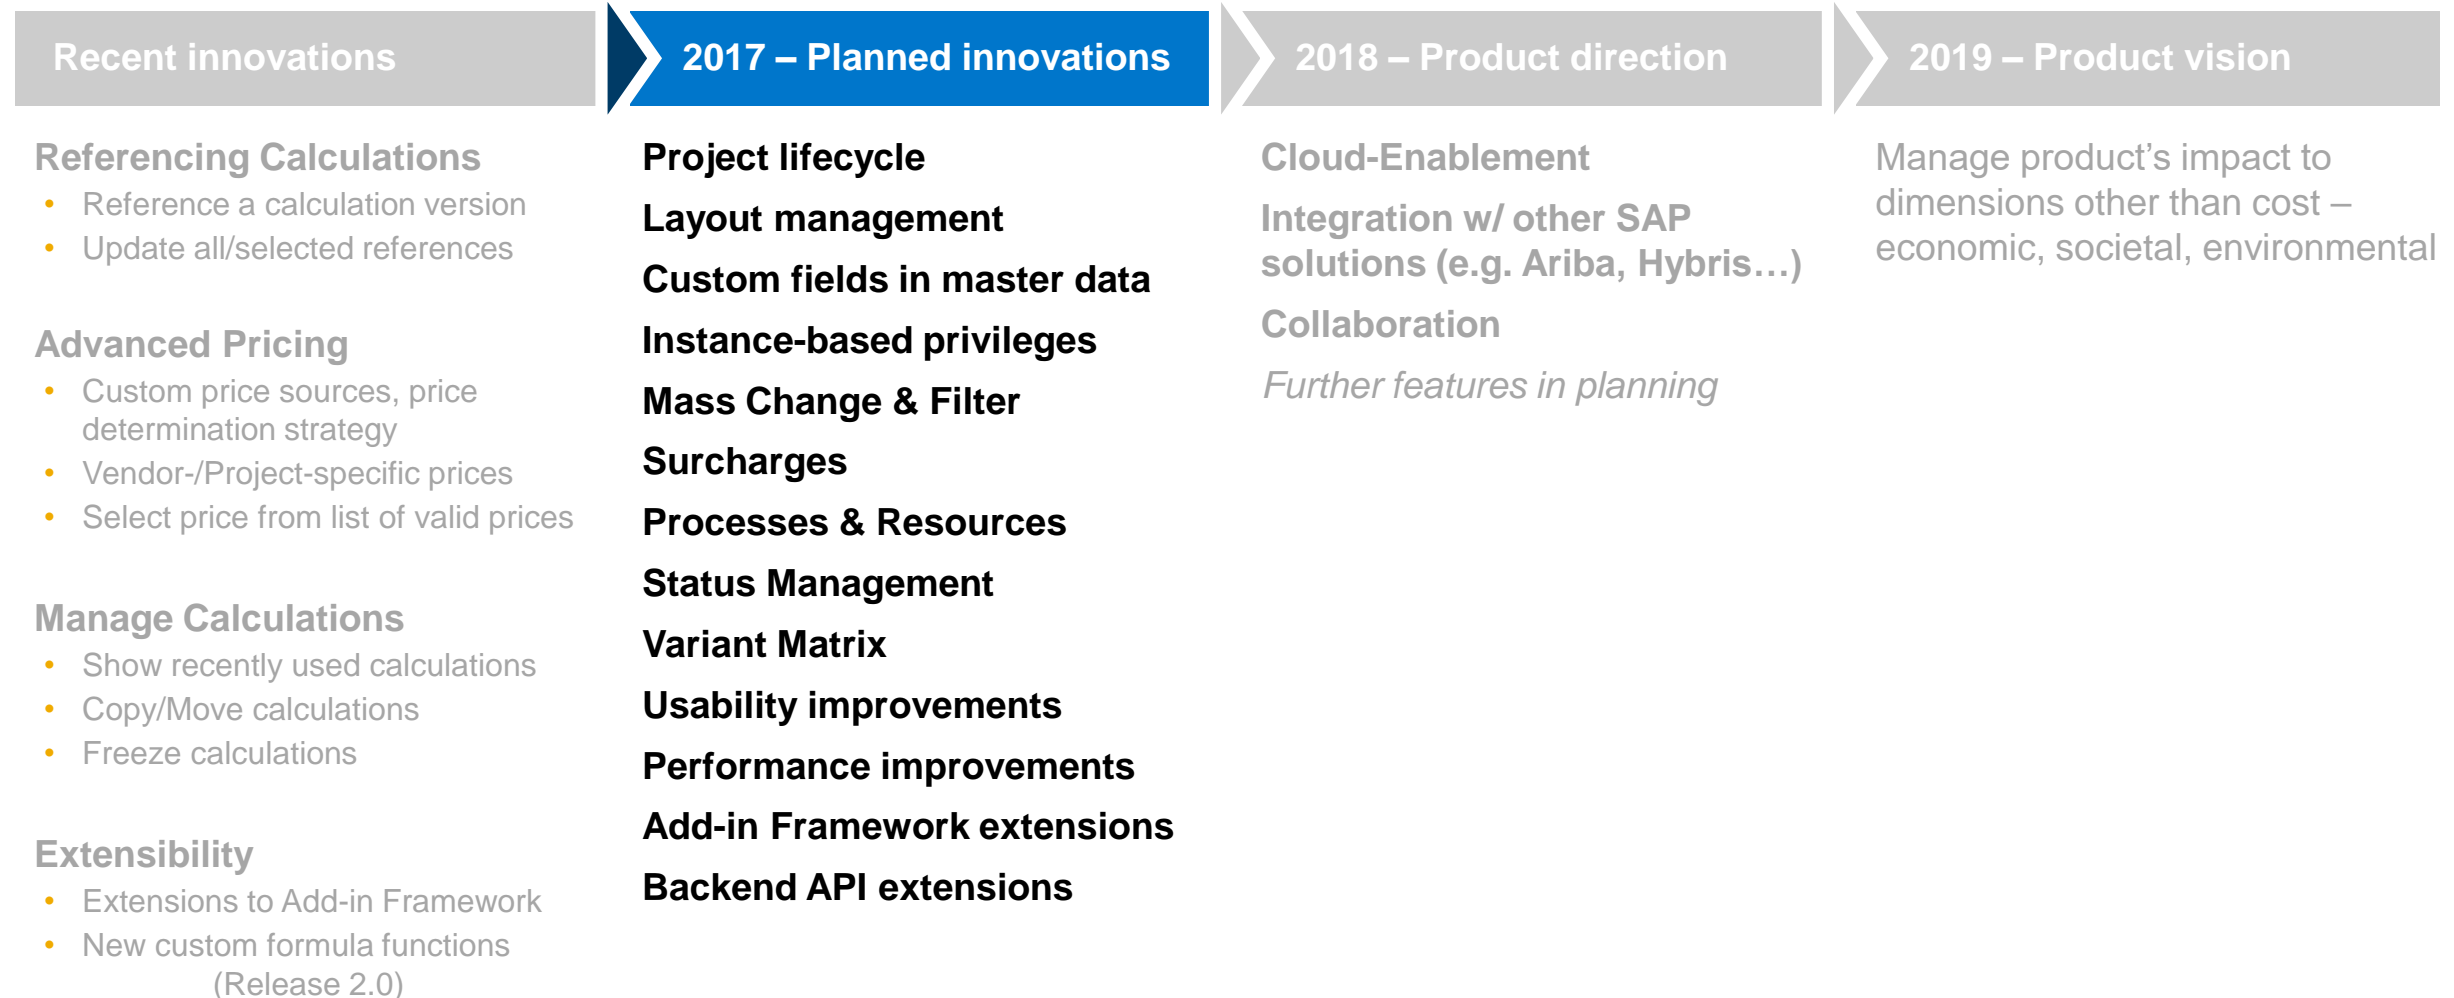 Recent innovations
2017 – Planned innovations
2018 – Product direction
2019 – Product vision
Referencing Calculations
• Reference a calculation version
• Update all/selected references
Advanced Pricing
• Custom price sources, price
determination strategy
• Vendor-/Project-specific prices
• Select price from list of valid prices
Manage Calculations
• Show recently used calculations
• Copy/Move calculations
• Freeze calculations
Extensibility
• Extensions to Add-in Framework
• New custom formula functions
(Release 2.0)
Project lifecycle
Layout management
Custom fields in master data
Instance-based privileges
Mass Change & Filter
Surcharges
Processes & Resources
Status Management
Variant Matrix
Usability improvements
Performance improvements
Add-in Framework extensions
Backend API extensions
Cloud-Enablement
Integration w/ other SAP
solutions (e.g. Ariba, Hybris…)
Collaboration
Further features in planning
Manage product’s impact to
dimensions other than cost –
economic, societal, environmental